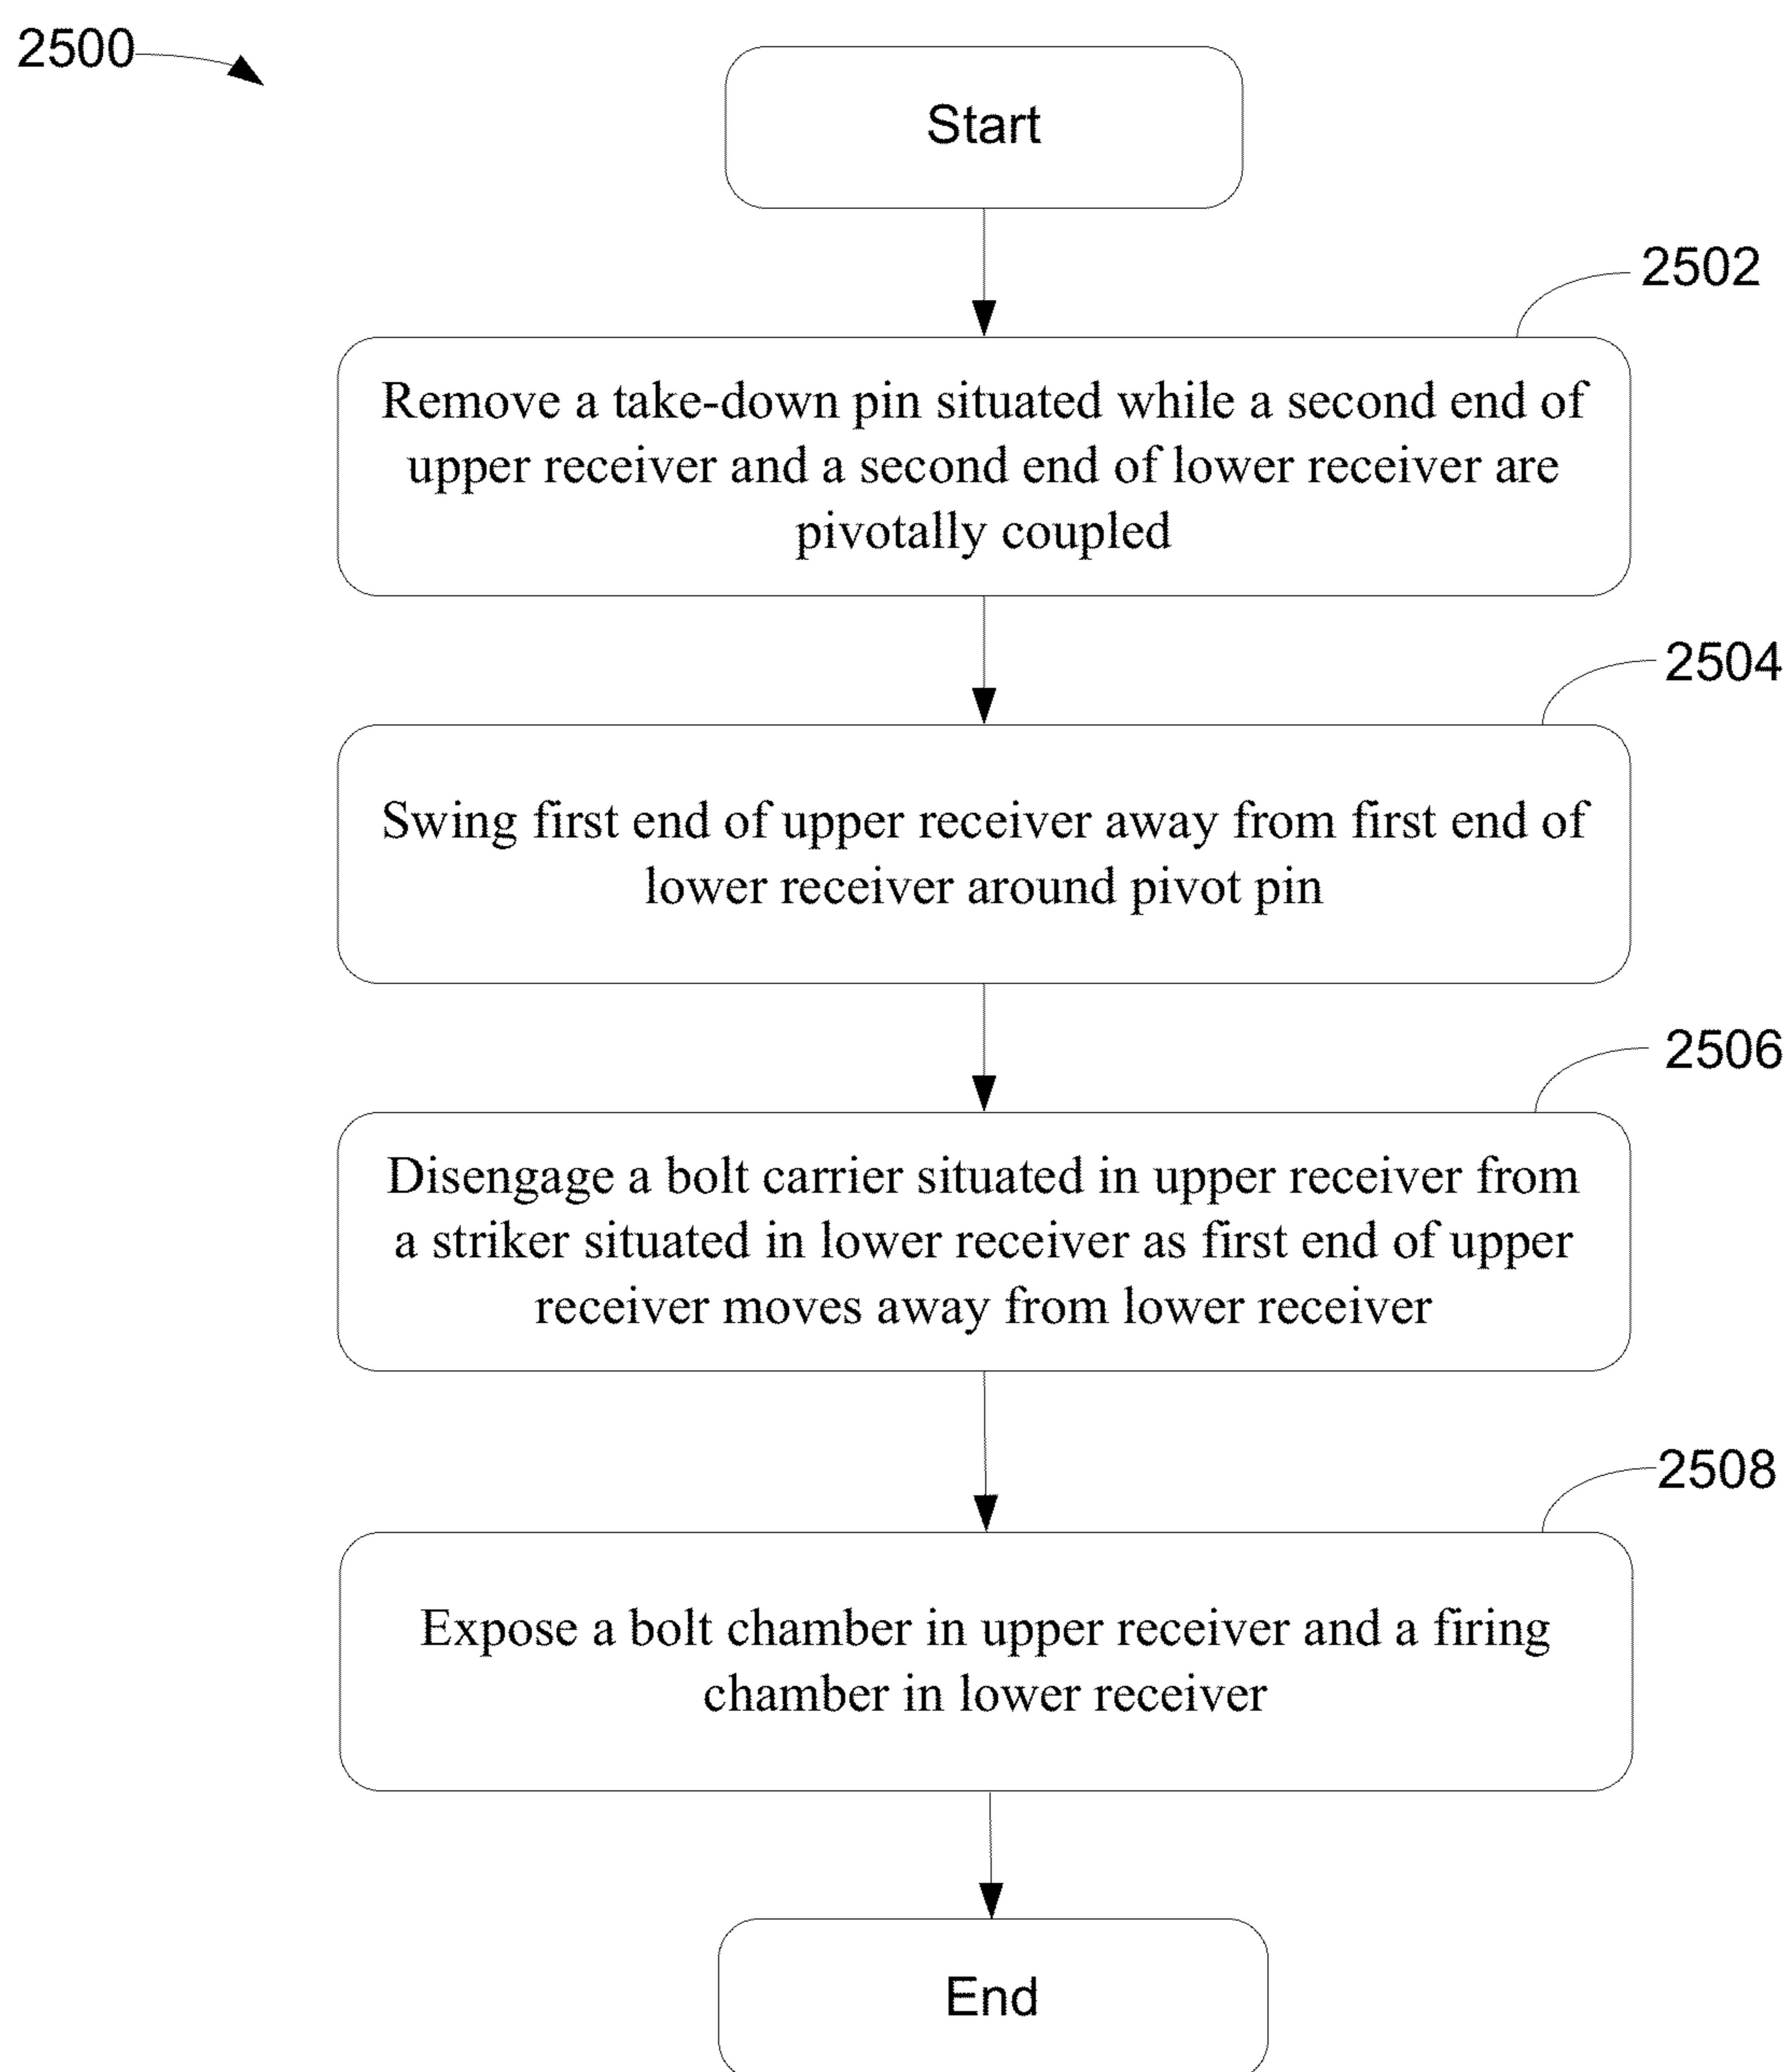 2500
Start
2502
Remove a take-down pin situated while a second end of
upper receiver and a second end of lower receiver are
pivotally coupled
2504
Swing first end of upper receiver away from first end of
lower receiver around pivot pin
2506
Disengage a bolt carrier situated in upper receiver from
a striker situated in lower receiver as first end of upper
receiver moves away from lower receiver
2508
Expose a bolt chamber in upper receiver and a firing
chamber in lower receiver
End